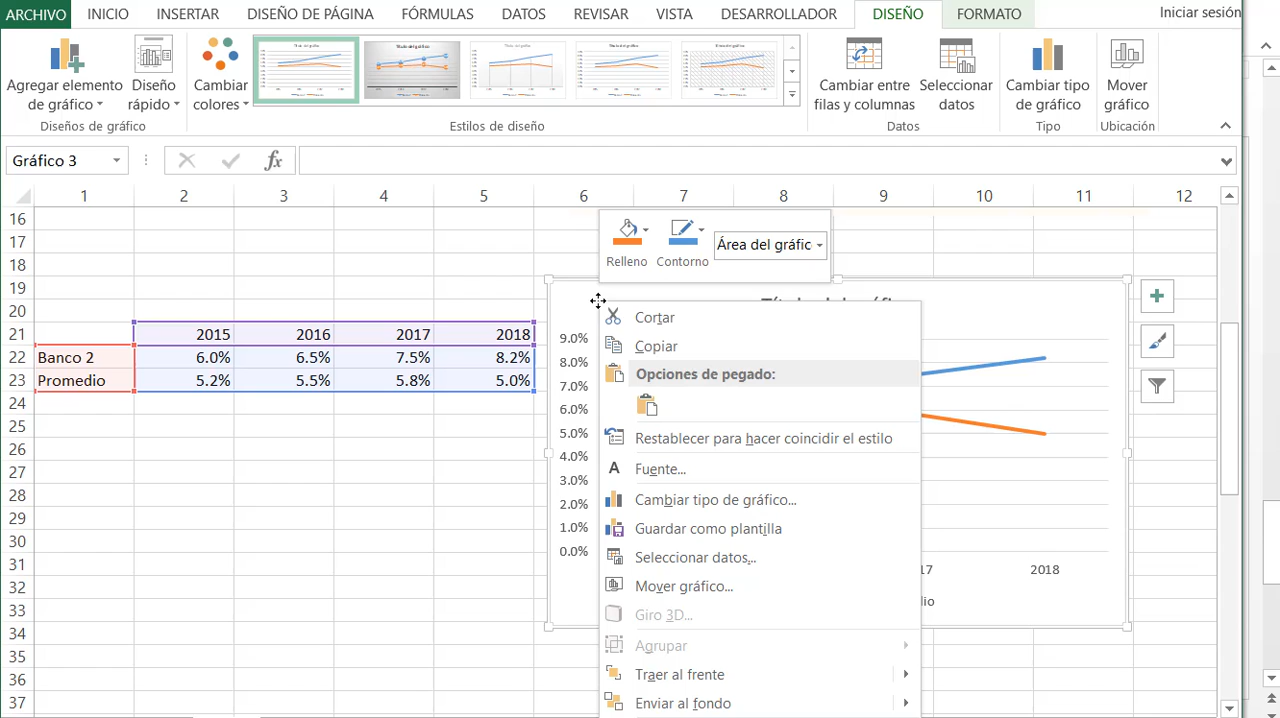 ARCHIVO INICIO INSERTAR DISEÑO DE PÁGINA FÓRMULAS DATOS REVISAR VISTA DESARROLLADOR DISEÑO FORMATO Iniciar sesión
Agregar elemento de gráfico
Diseño rápido
Cambiar colores
Cambiar entre filas y columnas
Seleccionar datos
Cambiar tipo de gráfico
Mover gráfico
Diseños de gráfico Estilos de diseño Datos Tipo Ubicación
Gráfico 3 fx
1 2 3 4 5 6 7 8 9 10 11 12
16
17
18
19
20
21 2015 2016 2017 2018
22 Banco 2 6.0% 6.5% 7.5% 8.2%
23 Promedio 5.2% 5.5% 5.8% 5.0%
24
25
26
27
28
29
30
31
32
33
34
35
36
37
Relleno Contorno Área del gráfic
9.0%
8.0%
7.0%
6.0%
5.0%
4.0%
3.0%
2.0%
1.0%
0.0%
17 2018
dio
Cortar
Copiar
Opciones de pegado:
Restablecer para hacer coincidir el estilo
Fuente...
Cambiar tipo de gráfico...
Guardar como plantilla
Seleccionar datos...
Mover gráfico...
Giro 3D...
Agrupar
Traer al frente
Enviar al fondo